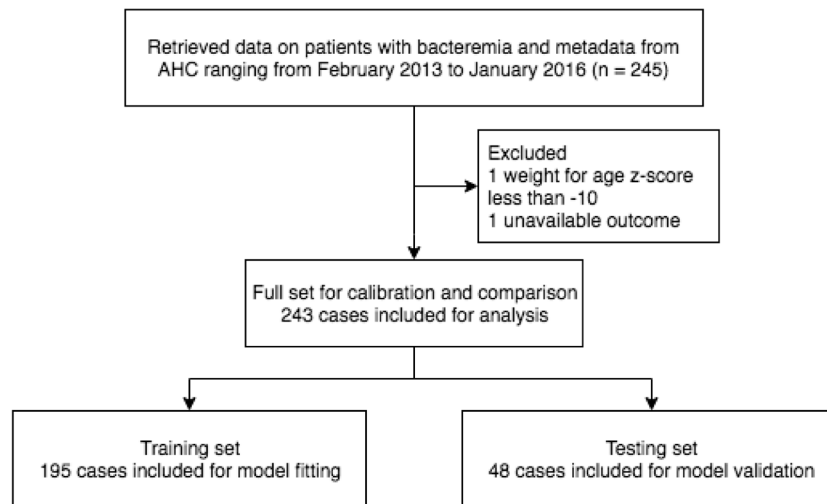 Retrieved data on patients with bacteremia and metadata from
AHC ranging from February 2013 to January 2016 (n = 245)
Excluded
1 weight for age z-score
less than -10
1 unavailable outcome
Full set for calibration and comparison
243 cases included for analysis
Training set
195 cases included for model fitting
Testing set
48 cases included for model validation